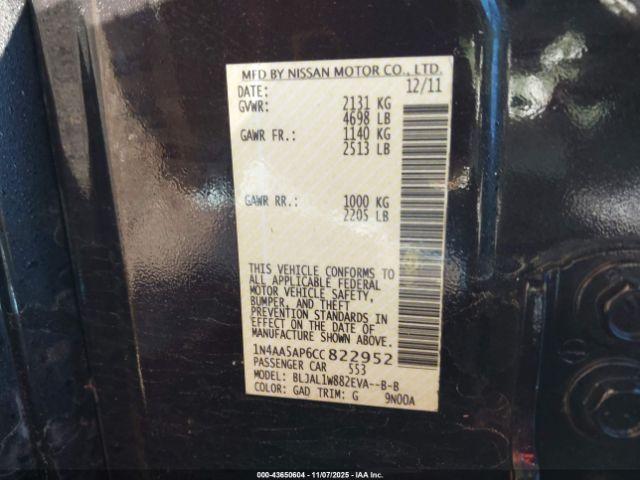 MFD BY NISSAN MOTOR CO., LTD.
DATE: 12/11
GVWR: 2131 KG
4698 LB
GAWR FR.: 1140 KG
2513 LB
GAWR RR.: 1000 KG
2205 LB
THIS VEHICLE CONFORMS TO
ALL APPLICABLE FEDERAL
MOTOR VEHICLE SAFETY,
BUMPER, AND THEFT
PREVENTION STANDARDS IN
EFFECT ON THE DATE OF
MANUFACTURE SHOWN ABOVE.
1N4AA5AP6CC822952
PASSENGER CAR 553
MODEL: BLJAL1W882EVA--B-B
COLOR: GAD TRIM: G 9N00A
000-43650604 - 11/07/2025 - IAA Inc.